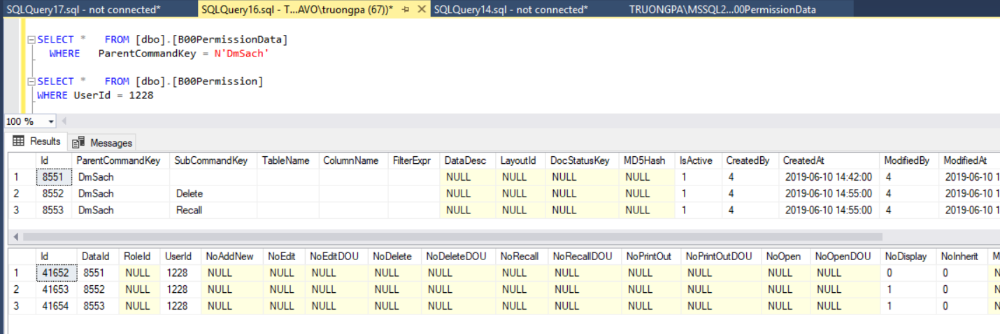 SQLQuery17.sql - not connected* SQLQuery16.sql - T...AVO\truongpa (67))* SQLQuery14.sql - not connected* TRUONGPA\MSSQL2...00PermissionData
SELECT * FROM [dbo].[B00PermissionData]
WHERE ParentCommandKey = N'DmSach'
SELECT * FROM [dbo].[B00Permission]
WHERE UserId = 1228
100 %
Results Messages
Id ParentCommandKey SubCommandKey TableName ColumnName FilterExpr DataDesc LayoutId DocStatusKey MD5Hash IsActive CreatedBy CreatedAt ModifiedBy ModifiedAt
1 8551 DmSach NULL NULL NULL NULL 1 4 2019-06-10 14:42:00 4 2019-06-10 1
2 8552 DmSach Delete NULL NULL NULL NULL 1 4 2019-06-10 14:55:00 4 2019-06-10 1
3 8553 DmSach Recall NULL NULL NULL NULL 1 4 2019-06-10 14:55:00 4 2019-06-10 1
Id DataId RoleId UserId NoAddNew NoEdit NoEditDOU NoDelete NoDeleteDOU NoRecall NoRecallDOU NoPrintOut NoPrintOutDOU NoOpen NoOpenDOU NoDisplay NoInherit M
1 41652 8551 NULL 1228 NULL NULL NULL NULL NULL NULL NULL NULL NULL NULL NULL 0 0 N
2 41653 8552 NULL 1228 NULL NULL NULL NULL NULL NULL NULL NULL NULL NULL NULL 1 0 N
3 41654 8553 NULL 1228 NULL NULL NULL NULL NULL NULL NULL NULL NULL NULL NULL 1 0 N